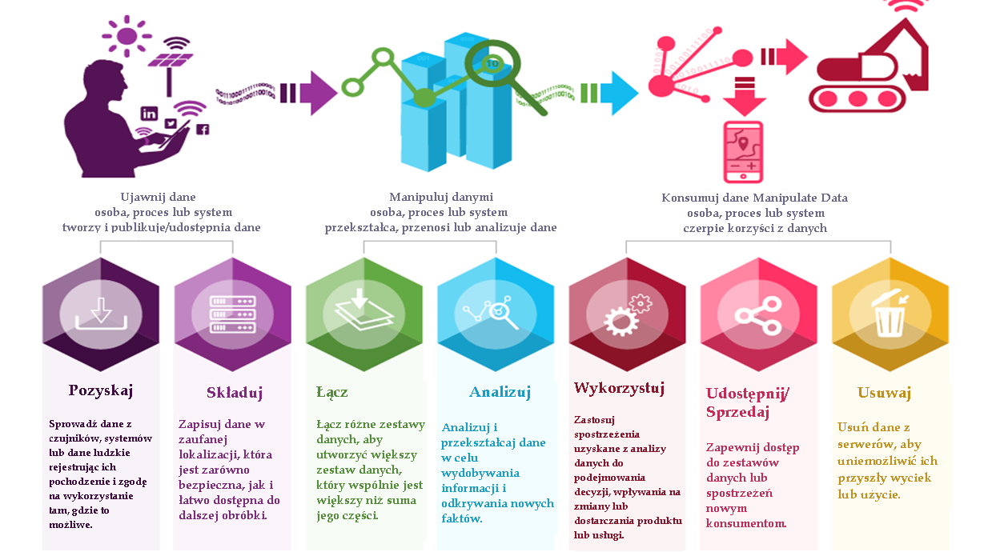 Ujawnij dane
osoba, proces lub system
tworzy i publikuje/udostępnia dane
Manipuluj danymi
osoba, proces lub system
przekształca, przenosi lub analizuje dane
Konsumuj dane Manipulate Data
osoba, proces lub system
czerpie korzyści z danych
Pozyskaj
Sprowadź dane z
czujników, systemów
lub dane ludzkie
rejestrując ich
pochodzenie i zgodę
na wykorzystanie
tam, gdzie to
możliwe.
Składuj
Zapisuj dane w
zaufanej
lokalizacji, która
jest zarówno
bezpieczna, jak i
łatwo dostępna do
dalszej obróbki.
Łącz
Łącz różne zestawy
danych, aby
utworzyć większy
zestaw danych,
który wspólnie jest
większy niż suma
jego części.
Analizuj
Analizuj i
przekształcaj dane
w celu
wydobywania
informacji i
odkrywania nowych
faktów.
Wykorzystuj
Zastosuj
spostrzeżenia
uzyskane z analizy
danych do
podejmowania
decyzji, wpływania na
zmiany lub
dostarczania produktu
lub usługi.
Udostępnij/
Sprzedaj
Zapewnij dostęp
do zestawów
danych lub
spostrzeżeń
nowym
konsumentom.
Usuwaj
Usuń dane z
serwerów, aby
uniemożliwić ich
przyszły wyciek
lub użycie.